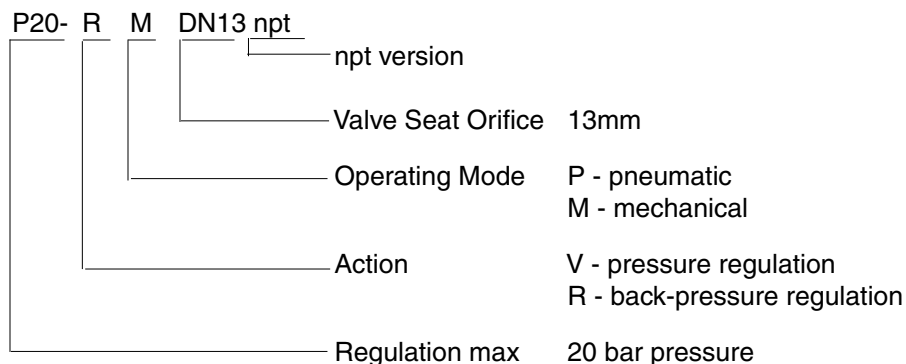 P20- R M DN13 npt
npt version
Valve Seat Orifice 13mm
Operating Mode P - pneumatic
M - mechanical
Action V - pressure regulation
R - back-pressure regulation
Regulation max 20 bar pressure